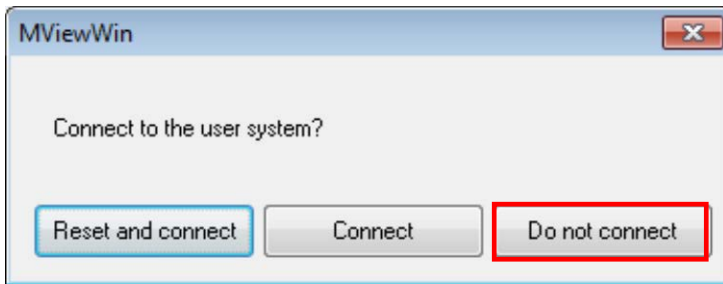 MViewWin
Connect to the user system?
Reset and connect Connect Do not connect